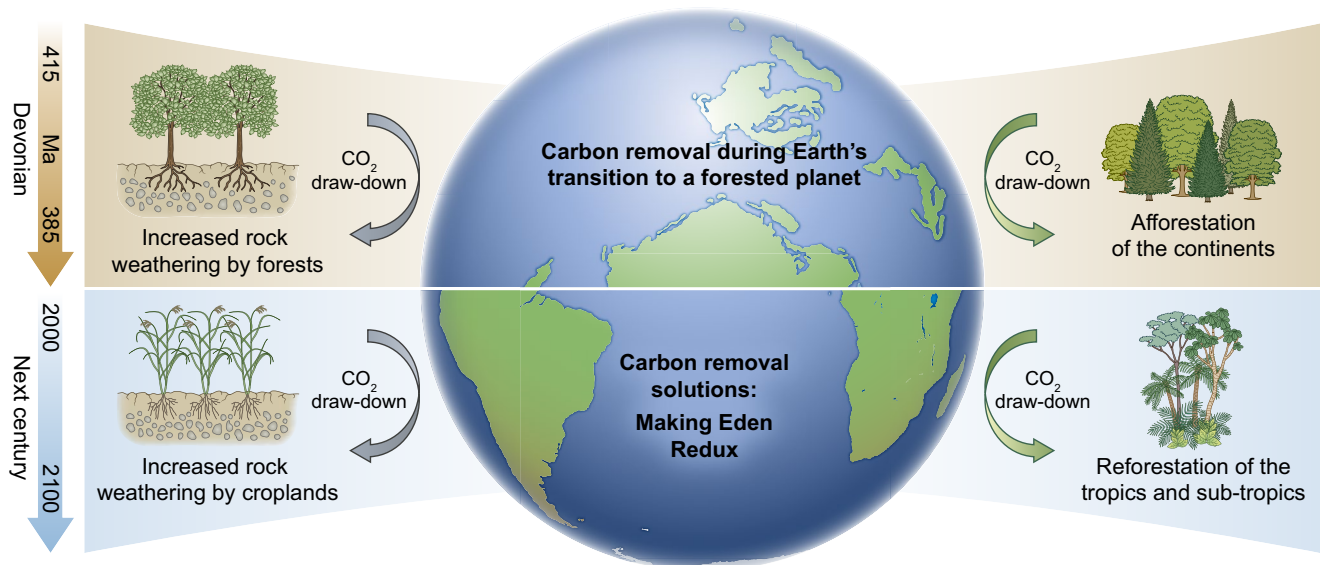 415
Ma
385
Devonian
CO2
draw-down
Increased rock
weathering by forests
Carbon removal during Earth's
transition to a forested planet
CO2
draw-down
Afforestation
of the continents
2000
2100
Next century
CO2
draw-down
Increased rock
weathering by croplands
Carbon removal
solutions:
Making Eden
Redux
CO2
draw-down
Reforestation of the
tropics and sub-tropics